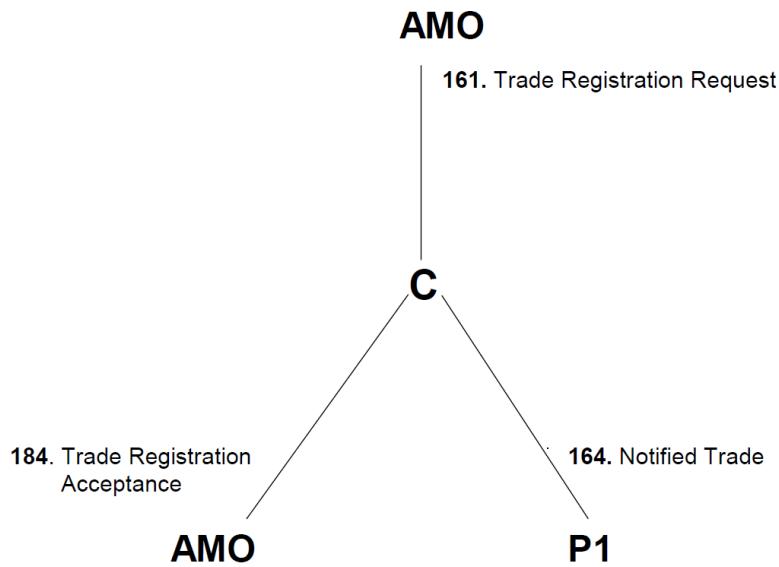 AMO
161. Trade Registration Request
C
184. Trade Registration
Acceptance
164. Notified Trade
AMO
P1